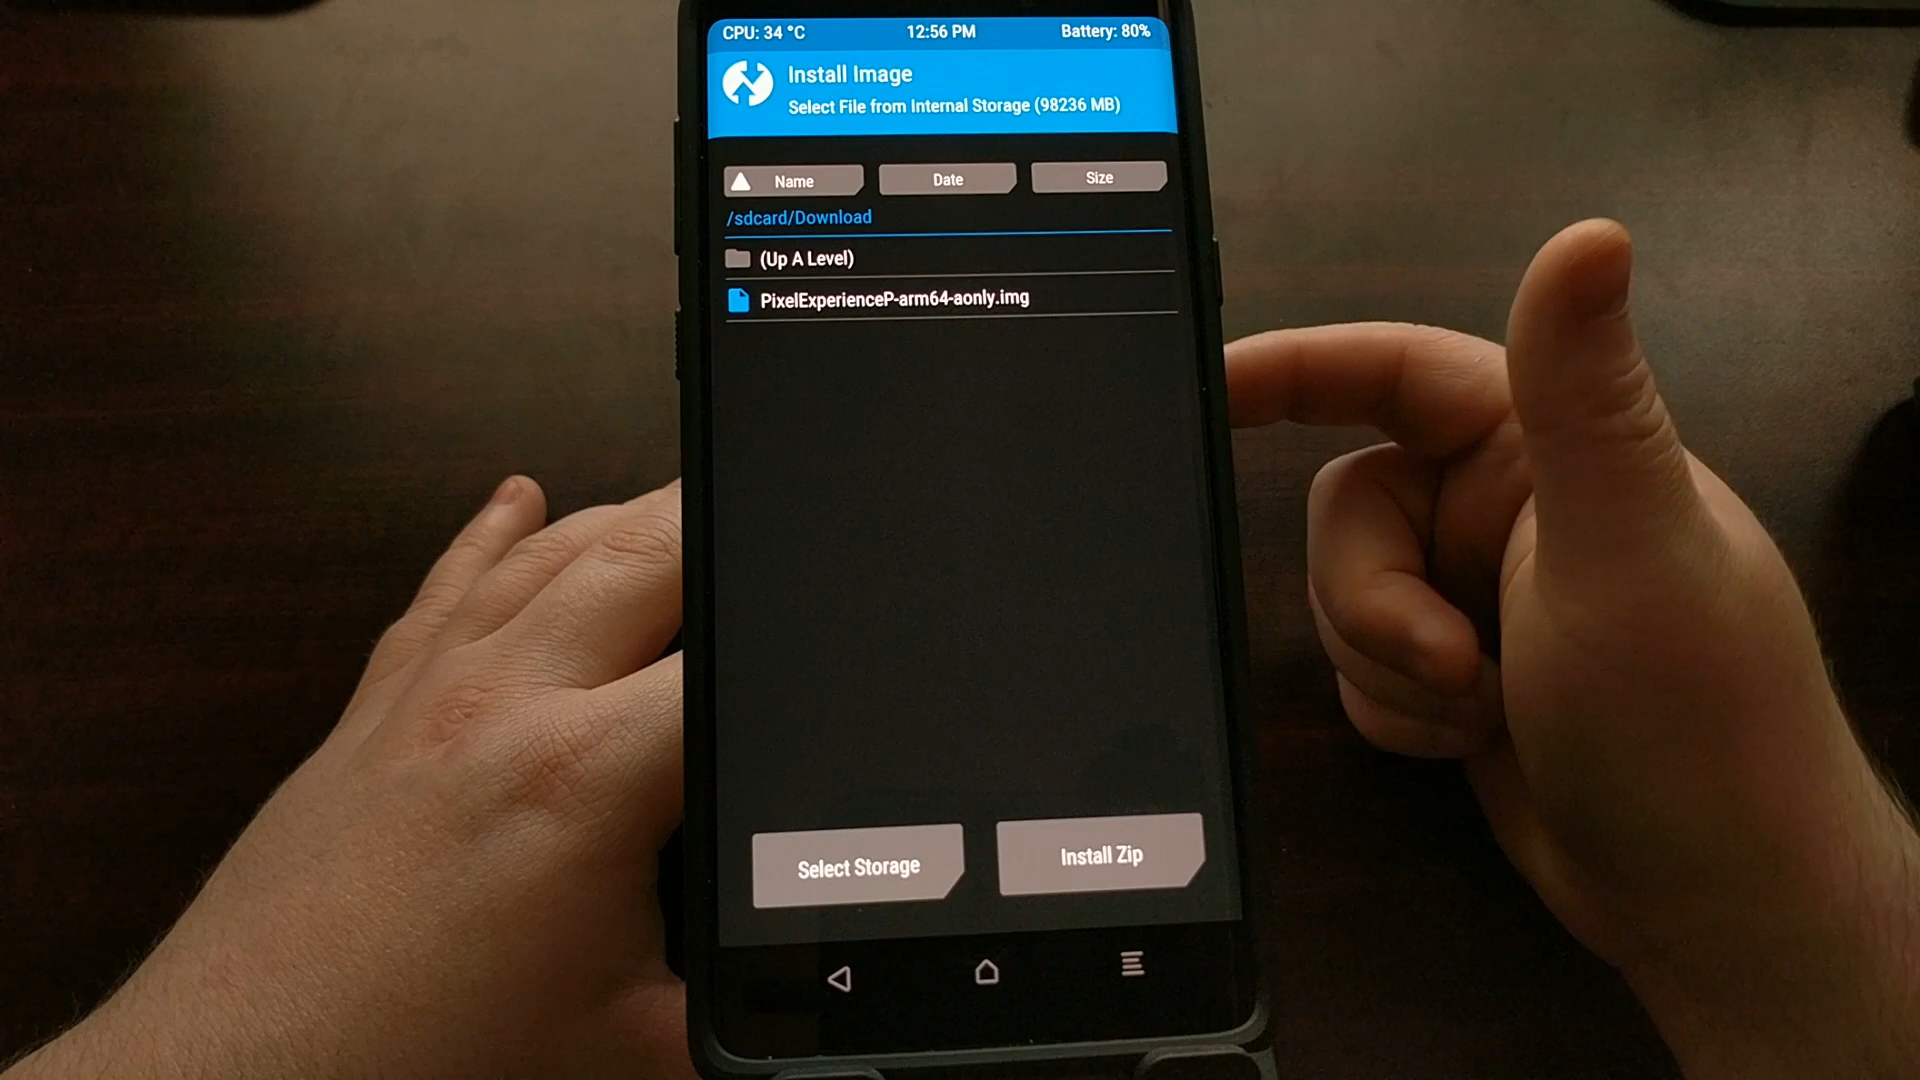 CPU: 34 °C 12:56 PM Battery: 80%
Install Image
Select File from Internal Storage (98236 MB)
Name Date Size
/sdcard/Download
(Up A Level)
PixelExperienceP-arm64-aonly.img
Select Storage Install Zip